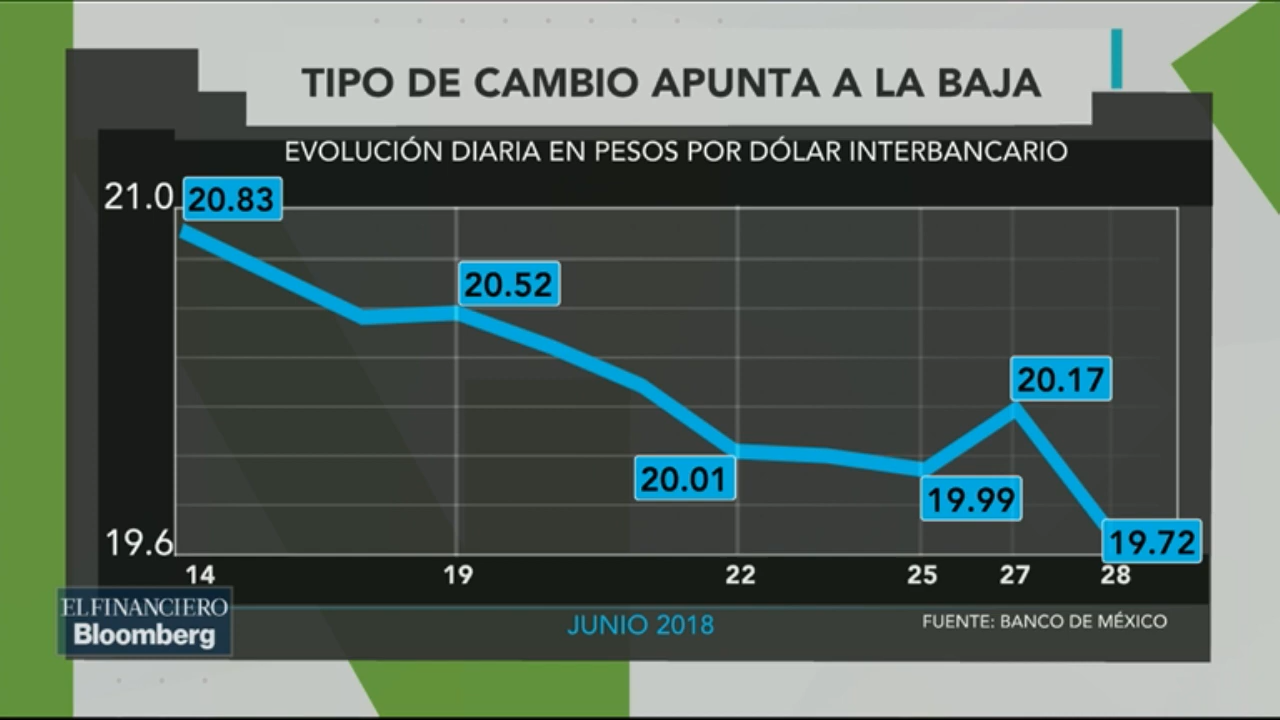 TIPO DE CAMBIO APUNTA A LA BAJA
EVOLUCIÓN DIARIA EN PESOS POR DÓLAR INTERBANCARIO
21.0
20.83
20.52
20.17
20.01
19.99
19.72
19.6
14 19 22 25 27 28
JUNIO 2018
FUENTE: BANCO DE MÉXICO
EL FINANCIERO
Bloomberg